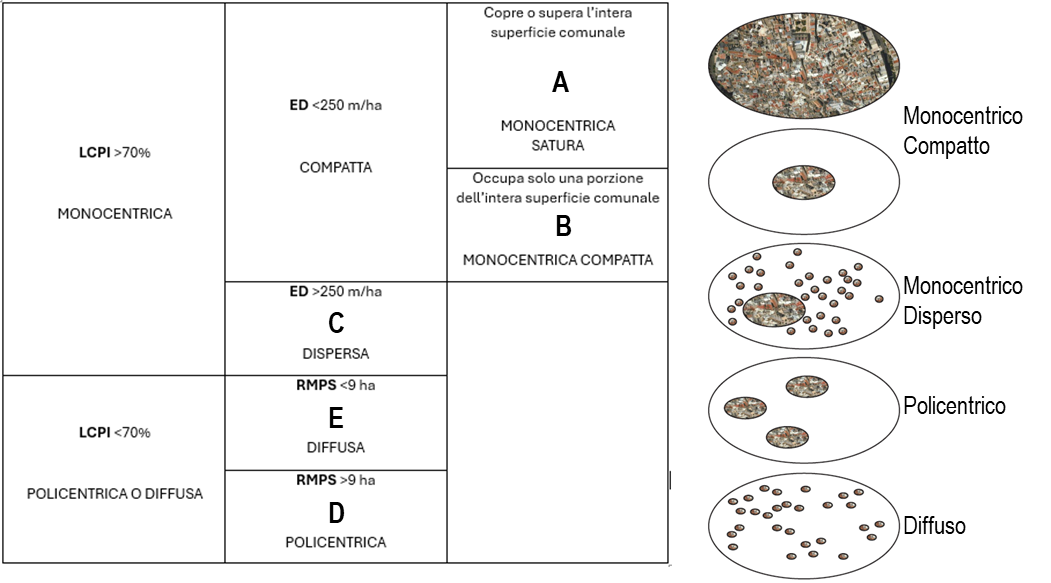 LCPI >70%
MONOCENTRICA
ED <250 m/ha
COMPATTA
Copre o supera l’intera
superficie comunale
A
MONOCENTRICA
SATURA
Occupa solo una porzione
dell’intera superficie comunale
B
MONOCENTRICA COMPATTA
ED >250 m/ha
C
DISPERSA
LCPI <70%
POLICENTRICA O DIFFUSA
RMPS <9 ha
E
DIFFUSA
RMPS >9 ha
D
POLICENTRICA
Monocentrico
Compatto
Monocentrico
Disperso
Policentrico
Diffuso